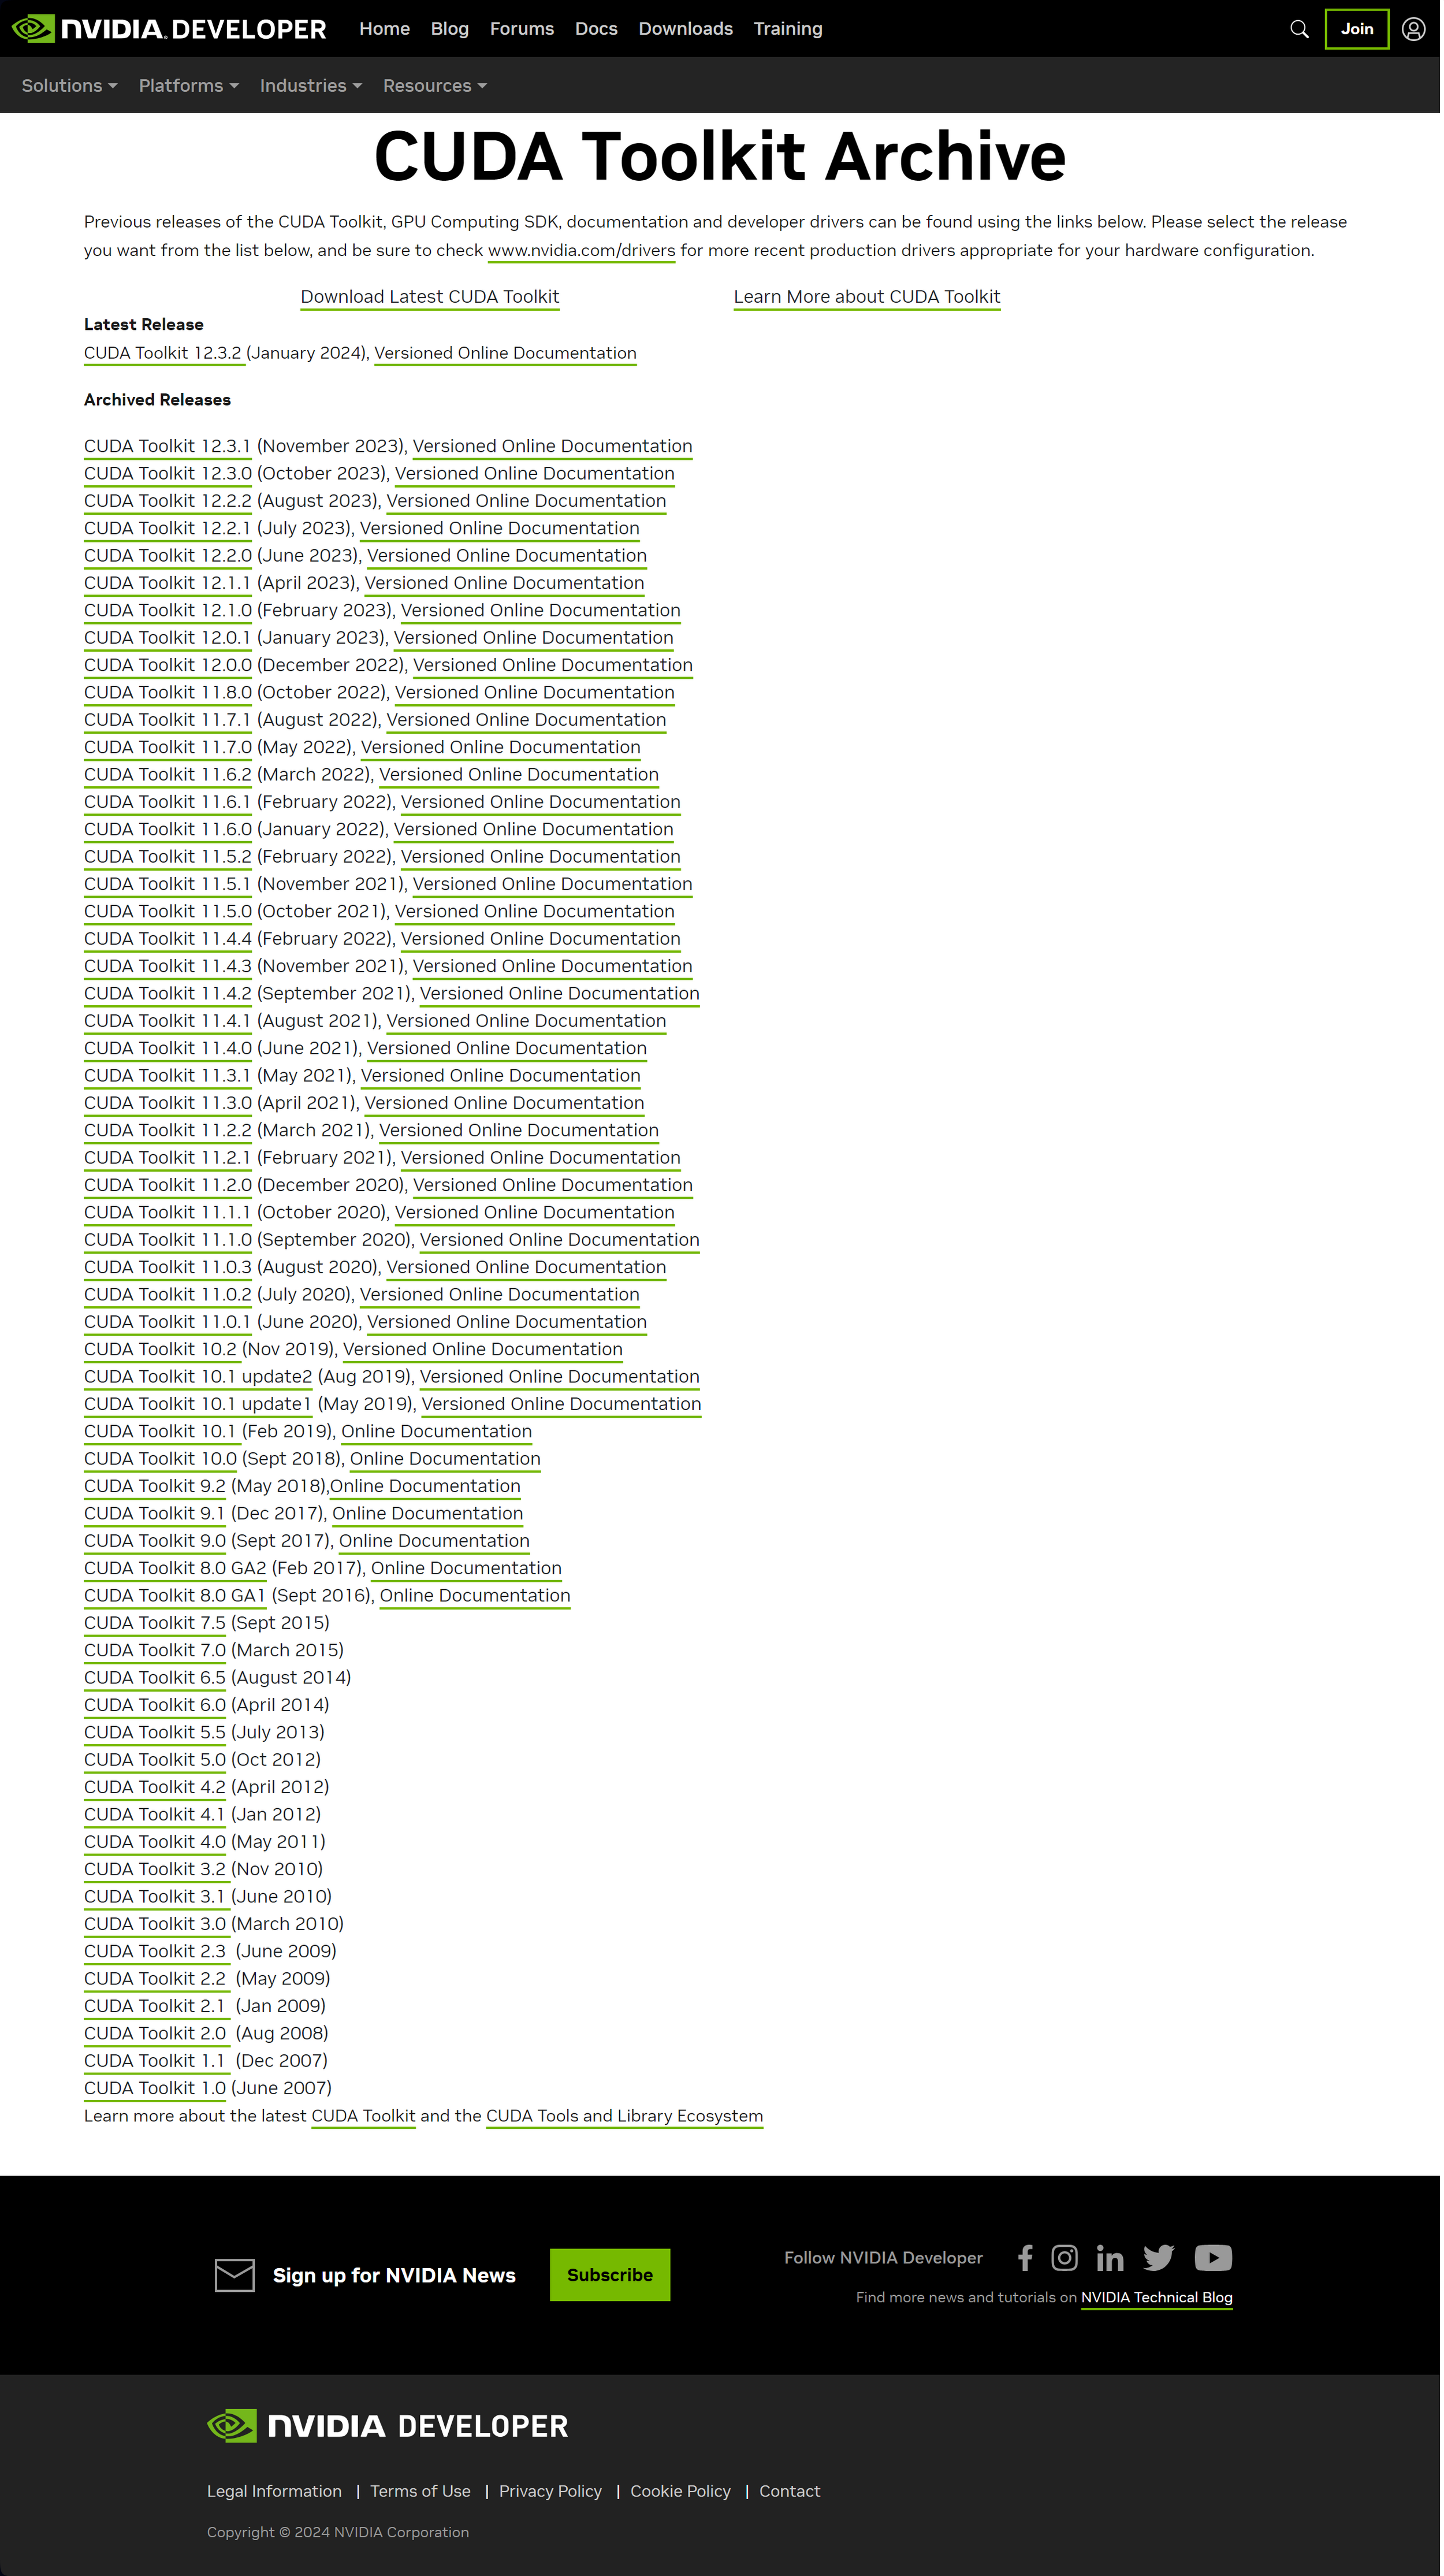 NVIDIA. DEVELOPER Home Blog Forums Docs Downloads Training Join
Solutions Platforms Industries Resources
CUDA Toolkit Archive
Previous releases of the CUDA Toolkit, GPU Computing SDK, documentation and developer drivers can be found using the links below. Please select the release
you want from the list below, and be sure to check www.nvidia.com/drivers for more recent production drivers appropriate for your hardware configuration.
Download Latest CUDA Toolkit Learn More about CUDA Toolkit
Latest Release
CUDA Toolkit 12.3.2 (January 2024), Versioned Online Documentation
Archived Releases
CUDA Toolkit 12.3.1 (November 2023), Versioned Online Documentation
CUDA Toolkit 12.3.0 (October 2023), Versioned Online Documentation
CUDA Toolkit 12.2.2 (August 2023), Versioned Online Documentation
CUDA Toolkit 12.2.1 (July 2023), Versioned Online Documentation
CUDA Toolkit 12.2.0 (June 2023), Versioned Online Documentation
CUDA Toolkit 12.1.1 (April 2023), Versioned Online Documentation
CUDA Toolkit 12.1.0 (February 2023), Versioned Online Documentation
CUDA Toolkit 12.0.1 (January 2023), Versioned Online Documentation
CUDA Toolkit 12.0.0 (December 2022), Versioned Online Documentation
CUDA Toolkit 11.8.0 (October 2022), Versioned Online Documentation
CUDA Toolkit 11.7.1 (August 2022), Versioned Online Documentation
CUDA Toolkit 11.7.0 (May 2022), Versioned Online Documentation
CUDA Toolkit 11.6.2 (March 2022), Versioned Online Documentation
CUDA Toolkit 11.6.1 (February 2022), Versioned Online Documentation
CUDA Toolkit 11.6.0 (January 2022), Versioned Online Documentation
CUDA Toolkit 11.5.2 (February 2022), Versioned Online Documentation
CUDA Toolkit 11.5.1 (November 2021), Versioned Online Documentation
CUDA Toolkit 11.5.0 (October 2021), Versioned Online Documentation
CUDA Toolkit 11.4.4 (February 2022), Versioned Online Documentation
CUDA Toolkit 11.4.3 (November 2021), Versioned Online Documentation
CUDA Toolkit 11.4.2 (September 2021), Versioned Online Documentation
CUDA Toolkit 11.4.1 (August 2021), Versioned Online Documentation
CUDA Toolkit 11.4.0 (June 2021), Versioned Online Documentation
CUDA Toolkit 11.3.1 (May 2021), Versioned Online Documentation
CUDA Toolkit 11.3.0 (April 2021), Versioned Online Documentation
CUDA Toolkit 11.2.2 (March 2021), Versioned Online Documentation
CUDA Toolkit 11.2.1 (February 2021), Versioned Online Documentation
CUDA Toolkit 11.2.0 (December 2020), Versioned Online Documentation
CUDA Toolkit 11.1.1 (October 2020), Versioned Online Documentation
CUDA Toolkit 11.1.0 (September 2020), Versioned Online Documentation
CUDA Toolkit 11.0.3 (August 2020), Versioned Online Documentation
CUDA Toolkit 11.0.2 (July 2020), Versioned Online Documentation
CUDA Toolkit 11.0.1 (June 2020), Versioned Online Documentation
CUDA Toolkit 10.2 (Nov 2019), Versioned Online Documentation
CUDA Toolkit 10.1 update2 (Aug 2019), Versioned Online Documentation
CUDA Toolkit 10.1 update1 (May 2019), Versioned Online Documentation
CUDA Toolkit 10.1 (Feb 2019), Online Documentation
CUDA Toolkit 10.0 (Sept 2018), Online Documentation
CUDA Toolkit 9.2 (May 2018),Online Documentation
CUDA Toolkit 9.1 (Dec 2017), Online Documentation
CUDA Toolkit 9.0 (Sept 2017), Online Documentation
CUDA Toolkit 8.0 GA2 (Feb 2017), Online Documentation
CUDA Toolkit 8.0 GA1 (Sept 2016), Online Documentation
CUDA Toolkit 7.5 (Sept 2015)
CUDA Toolkit 7.0 (March 2015)
CUDA Toolkit 6.5 (August 2014)
CUDA Toolkit 6.0 (April 2014)
CUDA Toolkit 5.5 (July 2013)
CUDA Toolkit 5.0 (Oct 2012)
CUDA Toolkit 4.2 (April 2012)
CUDA Toolkit 4.1 (Jan 2012)
CUDA Toolkit 4.0 (May 2011)
CUDA Toolkit 3.2 (Nov 2010)
CUDA Toolkit 3.1 (June 2010)
CUDA Toolkit 3.0 (March 2010)
CUDA Toolkit 2.3 (June 2009)
CUDA Toolkit 2.2 (May 2009)
CUDA Toolkit 2.1 (Jan 2009)
CUDA Toolkit 2.0 (Aug 2008)
CUDA Toolkit 1.1 (Dec 2007)
CUDA Toolkit 1.0 (June 2007)
Learn more about the latest CUDA Toolkit and the CUDA Tools and Library Ecosystem
Sign up for NVIDIA News Subscribe
Follow NVIDIA Developer
Find more news and tutorials on NVIDIA Technical Blog
NVIDIA DEVELOPER
Legal Information | Terms of Use | Privacy Policy | Cookie Policy | Contact
Copyright © 2024 NVIDIA Corporation